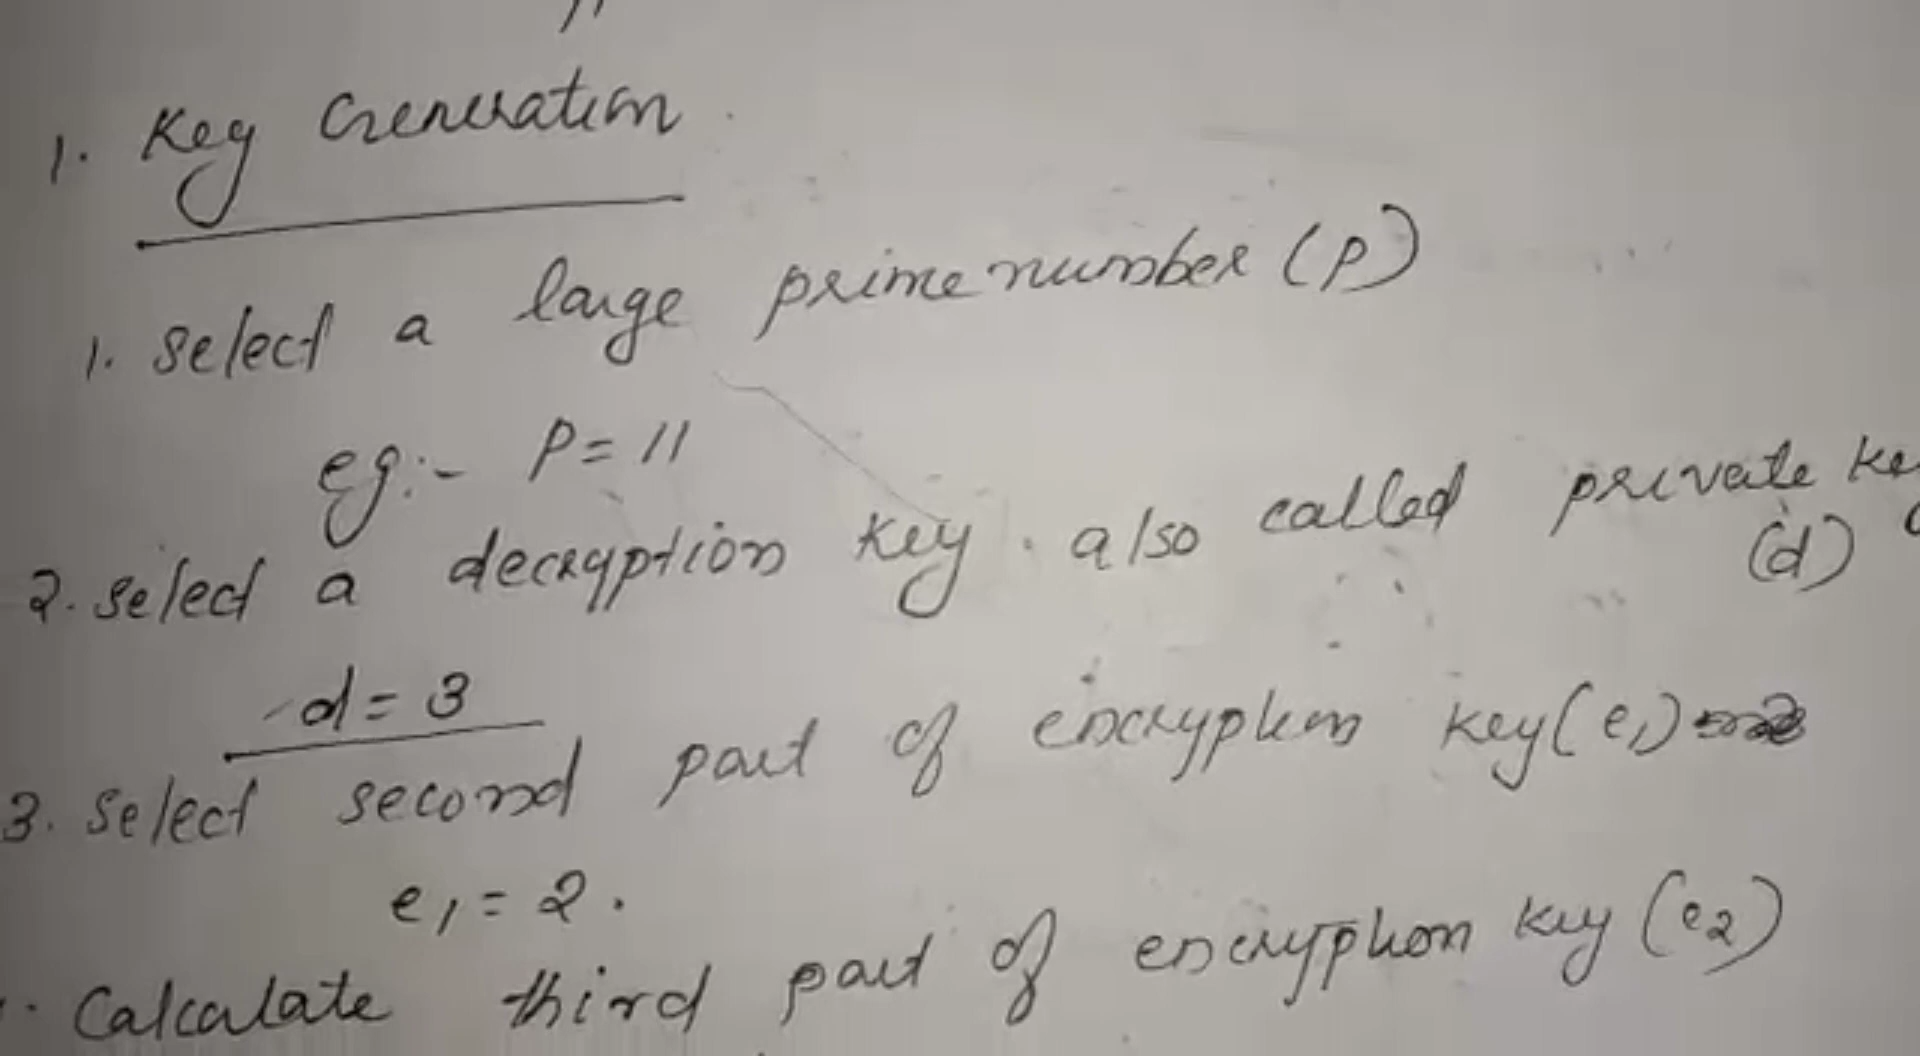 1. Key Generation
1. Select a large prime number (P)
eg:- P = 11
2. select a decryption key. also called private key
(d)
d = 3
3. Select second part of encryption key (e1)
e1 = 2.
. Calculate third part of encryption key (e2)